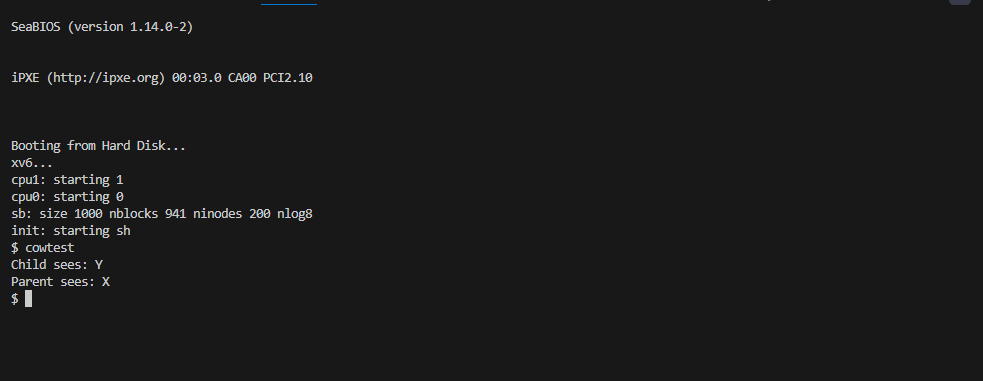 SeaBIOS (version 1.14.0-2)
iPXE (http://ipxe.org) 00:03.0 CA00 PCI2.10
Booting from Hard Disk...
xv6...
cpu1: starting 1
cpu0: starting 0
sb: size 1000 nblocks 941 ninodes 200 nlog8
init: starting sh
$ cowtest
Child sees: Y
Parent sees: X
$